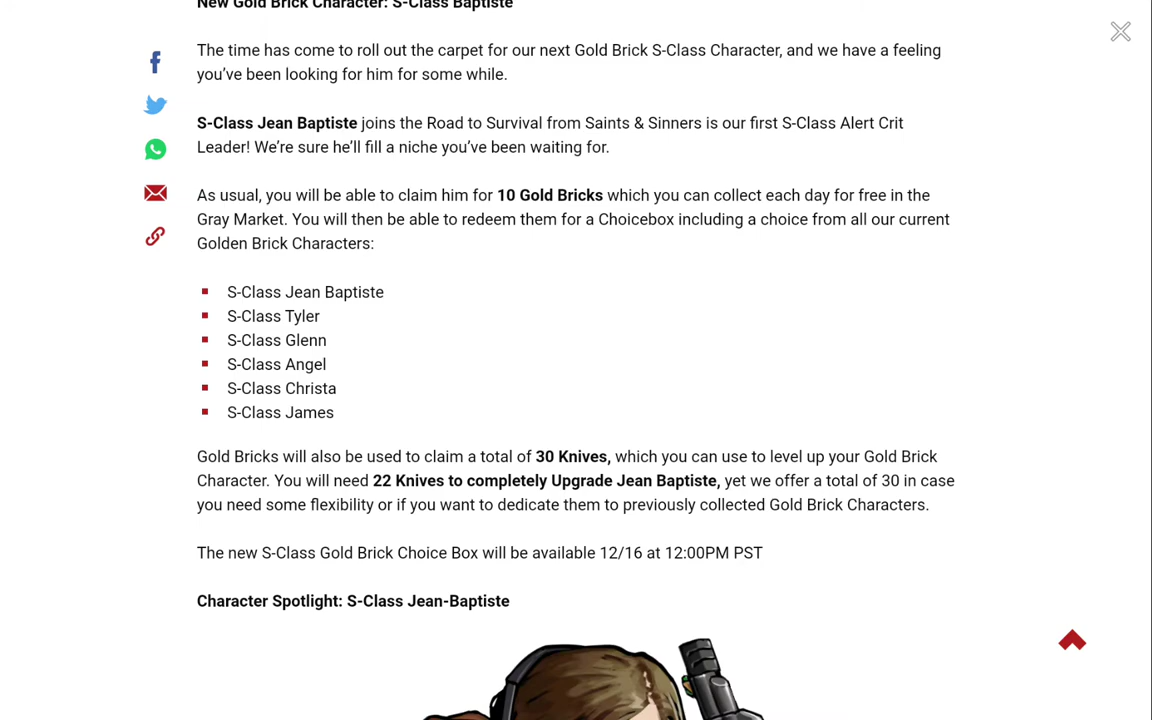 New Gold Brick Character: S-Class Baptiste
The time has come to roll out the carpet for our next Gold Brick S-Class Character, and we have a feeling
you've been looking for him for some while.
S-Class Jean Baptiste joins the Road to Survival from Saints & Sinners is our first S-Class Alert Crit
Leader! We're sure he'll fill a niche you've been waiting for.
As usual, you will be able to claim him for 10 Gold Bricks which you can collect each day for free in the
Gray Market. You will then be able to redeem them for a Choicebox including a choice from all our current
Golden Brick Characters:
S-Class Jean Baptiste
S-Class Tyler
S-Class Glenn
S-Class Angel
S-Class Christa
S-Class James
Gold Bricks will also be used to claim a total of 30 Knives, which you can use to level up your Gold Brick
Character. You will need 22 Knives to completely Upgrade Jean Baptiste, yet we offer a total of 30 in case
you need some flexibility or if you want to dedicate them to previously collected Gold Brick Characters.
The new S-Class Gold Brick Choice Box will be available 12/16 at 12:00PM PST
Character Spotlight: S-Class Jean-Baptiste